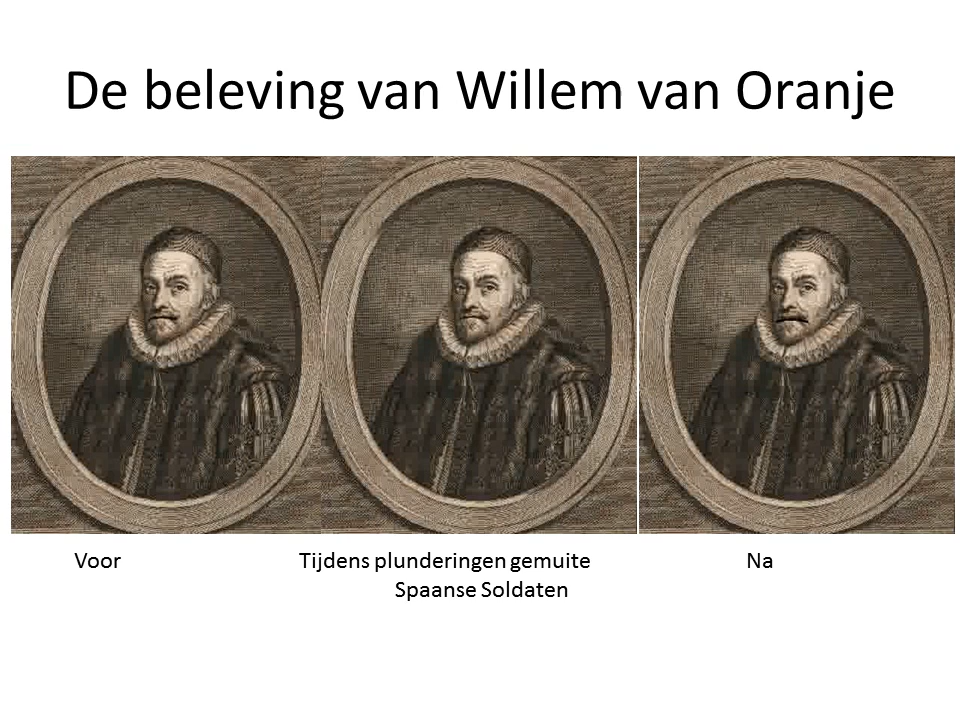 De beleving van Willem van Oranje
Voor
Tijdens plunderingen gemuite
Spaanse Soldaten
Na